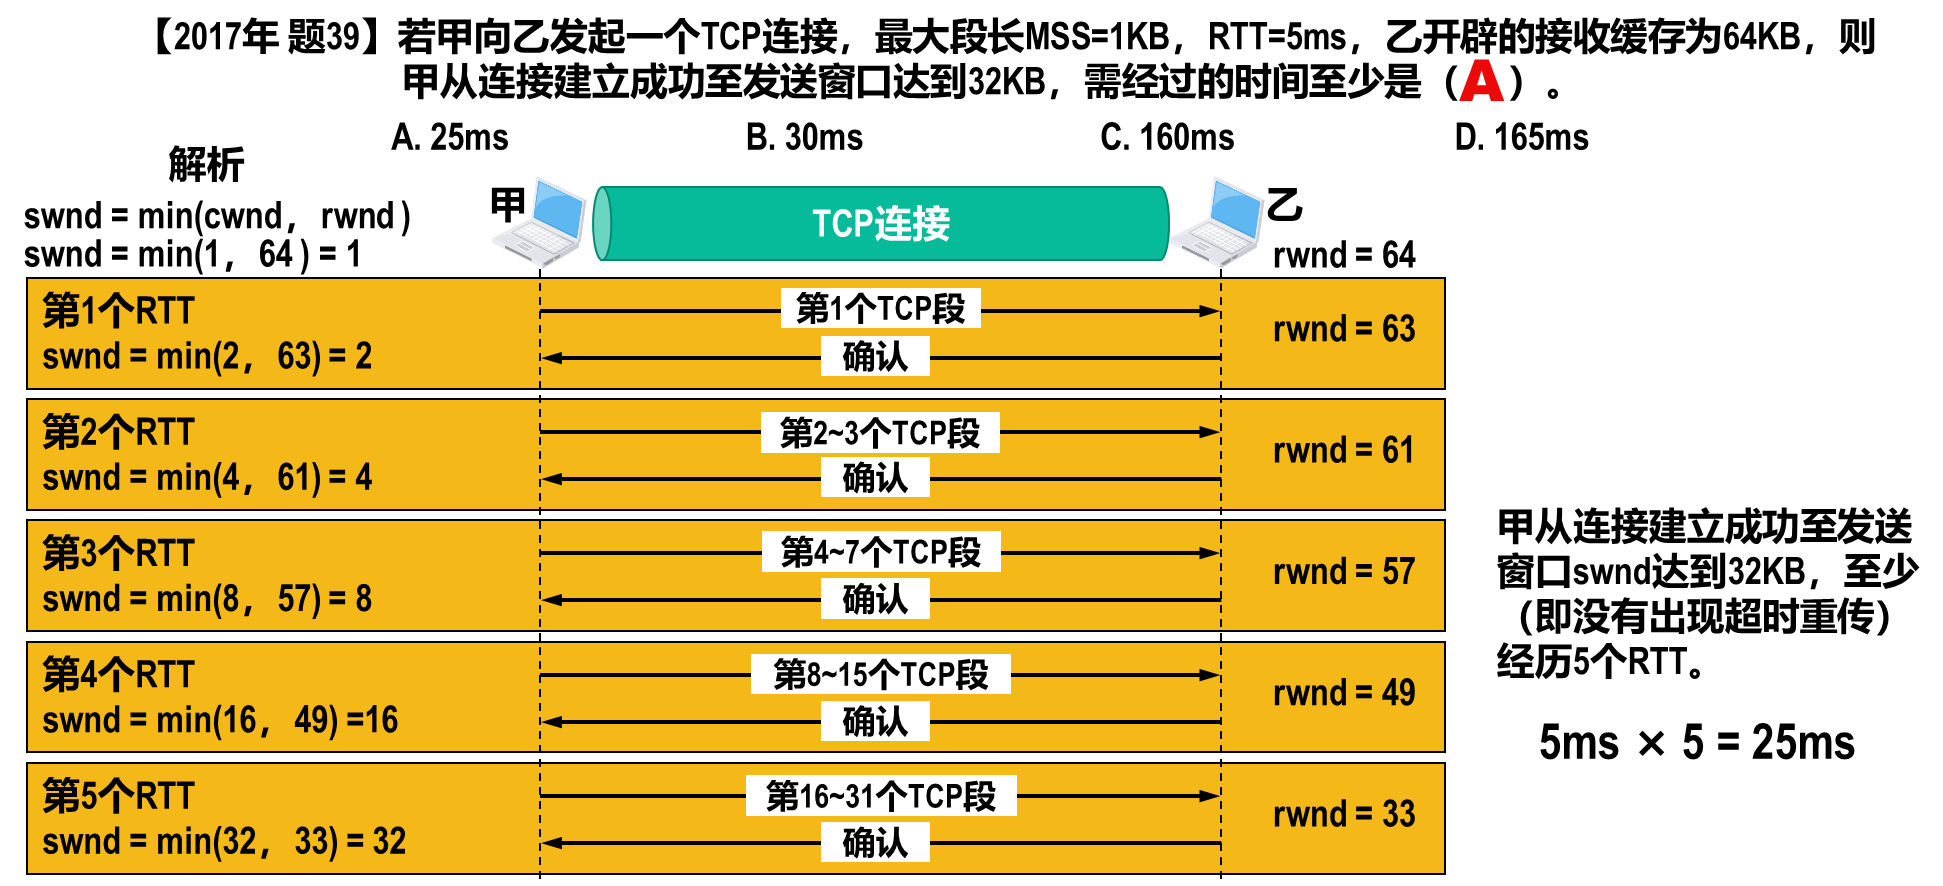 【2017年 题39】若甲向乙发起一个TCP连接，最大段长MSS=1KB，RTT=5ms，乙开辟的接收缓存为64KB，则
甲从连接建立成功至发送窗口达到32KB，需经过的时间至少是（A）。
A. 25ms B. 30ms C. 160ms D. 165ms
解析
swnd = min(cwnd，rwnd )
swnd = min(1，64 ) = 1
甲
TCP连接
乙
rwnd = 64
第1个RTT
swnd = min(2，63) = 2
第1个TCP段
确认
rwnd = 63
第2个RTT
swnd = min(4，61) = 4
第2~3个TCP段
确认
rwnd = 61
第3个RTT
swnd = min(8，57) = 8
第4~7个TCP段
确认
rwnd = 57
第4个RTT
swnd = min(16，49) =16
第8~15个TCP段
确认
rwnd = 49
第5个RTT
swnd = min(32，33) = 32
第16~31个TCP段
确认
rwnd = 33
甲从连接建立成功至发送
窗口swnd达到32KB，至少
（即没有出现超时重传）
经历5个RTT。
5ms × 5 = 25ms